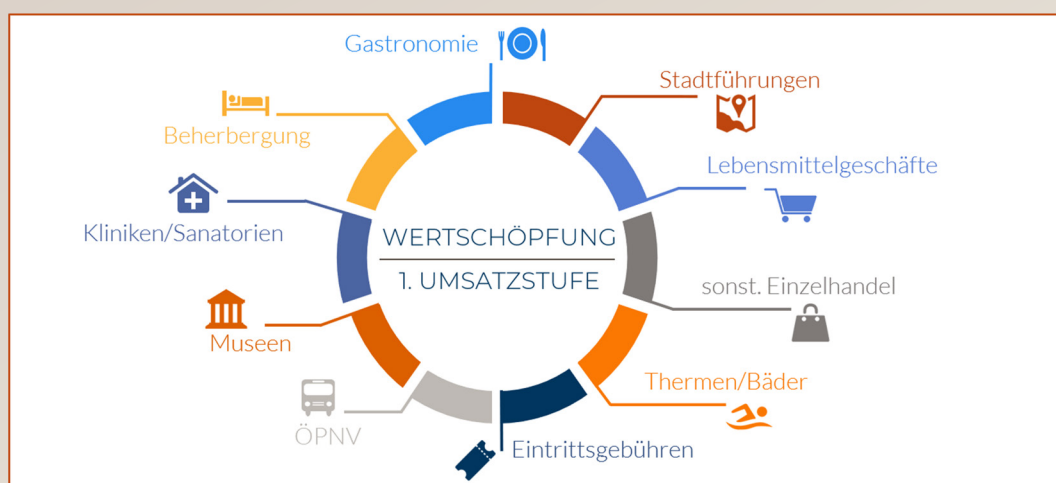 Gastronomie
Stadtführungen
Beherbergung
Lebensmittelgeschäfte
Kliniken/Sanatorien
WERTSCHÖPFUNG
1. UMSATZSTUFE
sonst. Einzelhandel
Museen
Thermen/Bäder
ÖPNV
Eintrittsgebühren